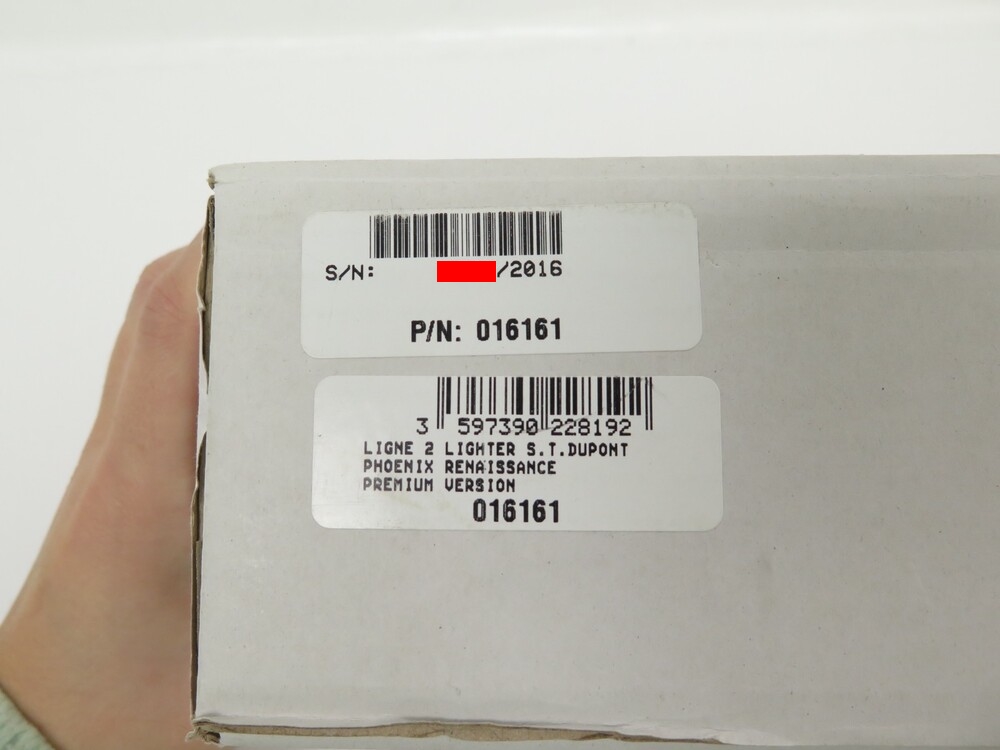 S/N: /2016
P/N: 016161
3 597390 228192
LIGNE 2 LIGHTER S.T.DUPONT
PHOENIX RENAISSANCE
PREMIUM VERSION
016161